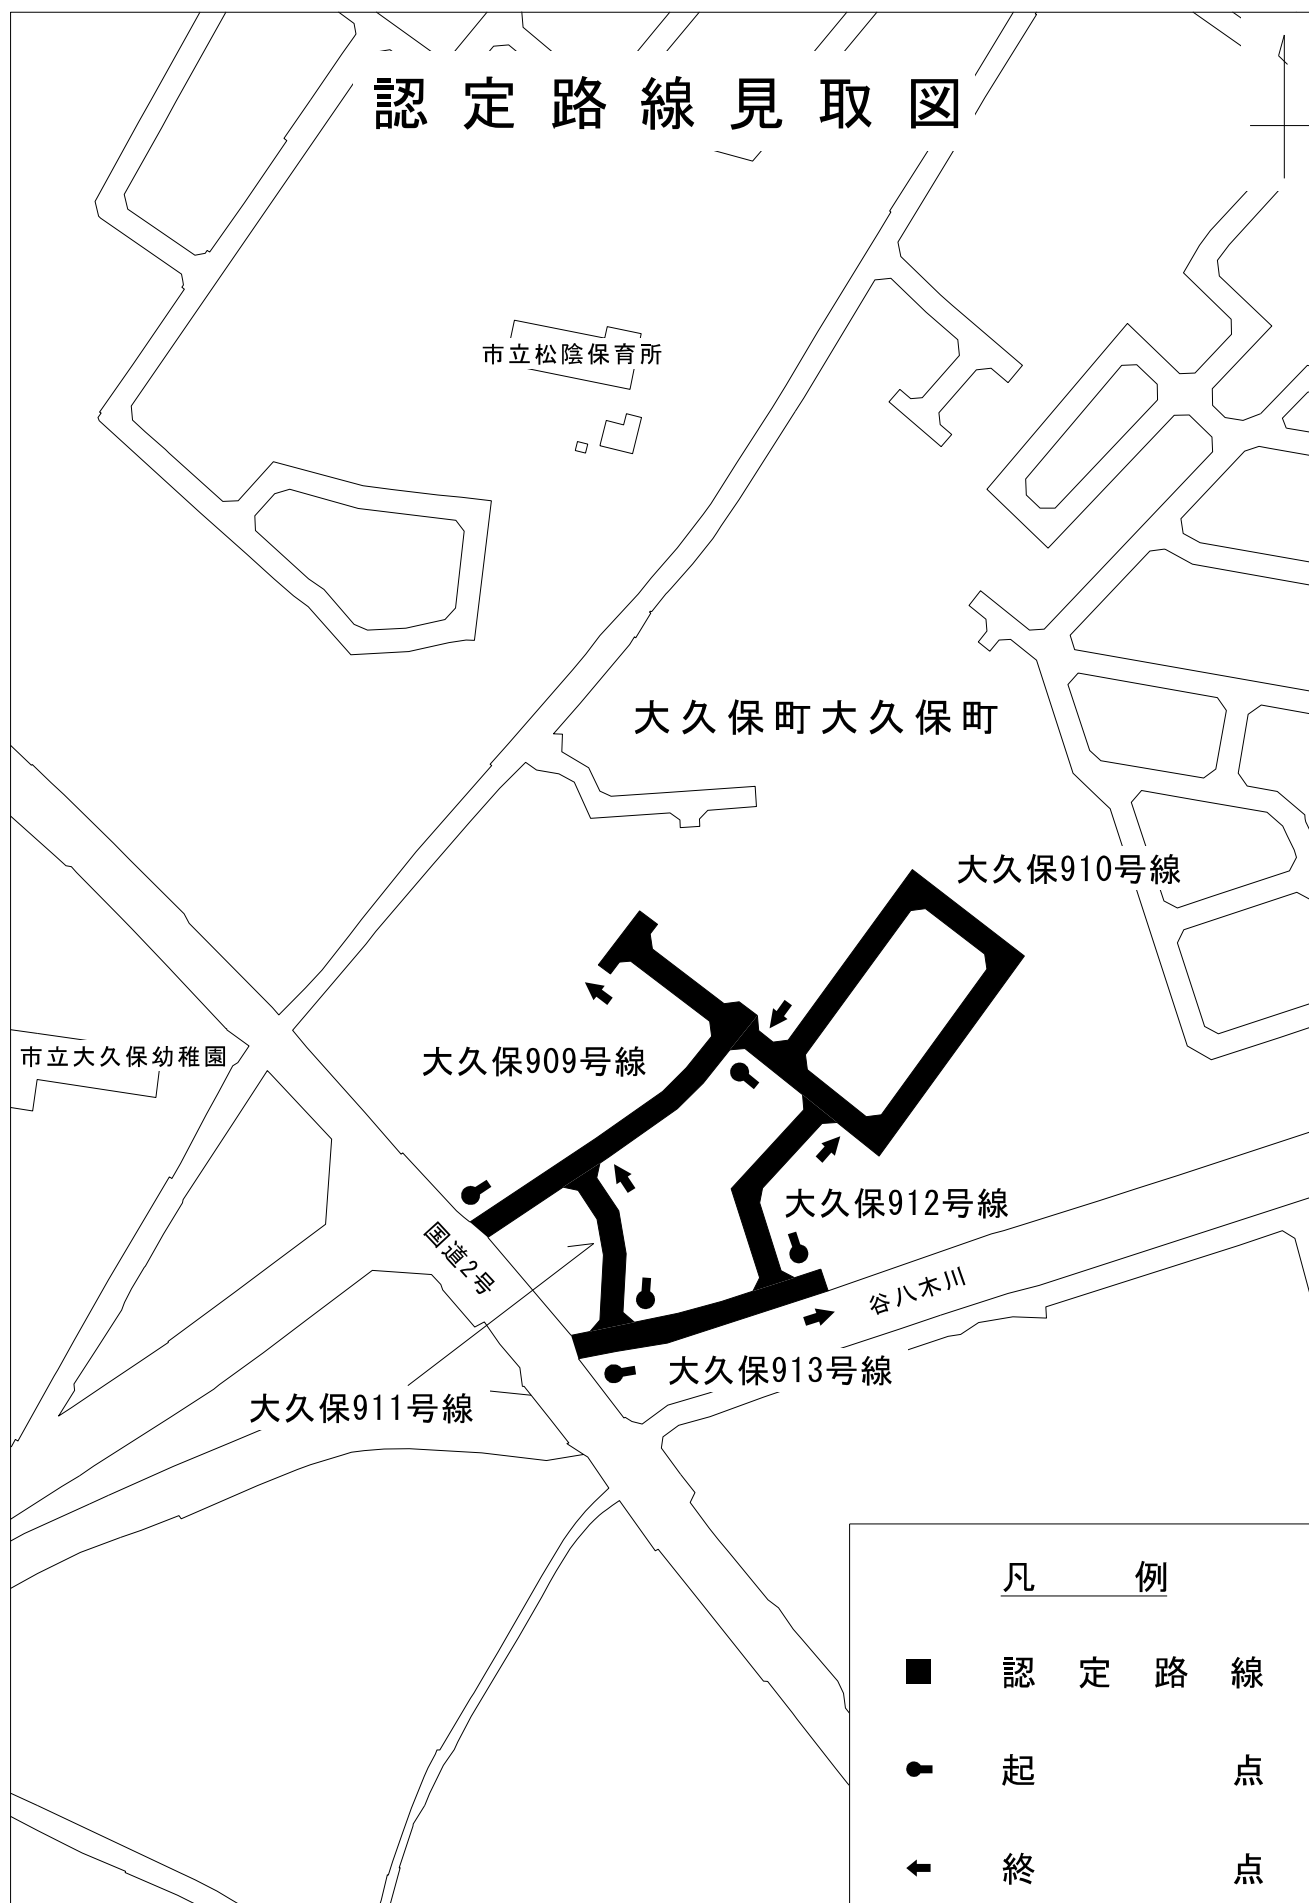 認定路線見取図
市立松陰保育所
大久保町大久保町
大久保910号線
市立大久保幼稚園
大久保909号線
大久保912号線
国道2号
谷八木川
大久保913号線
大久保911号線
凡例
認定路線
起点
終点